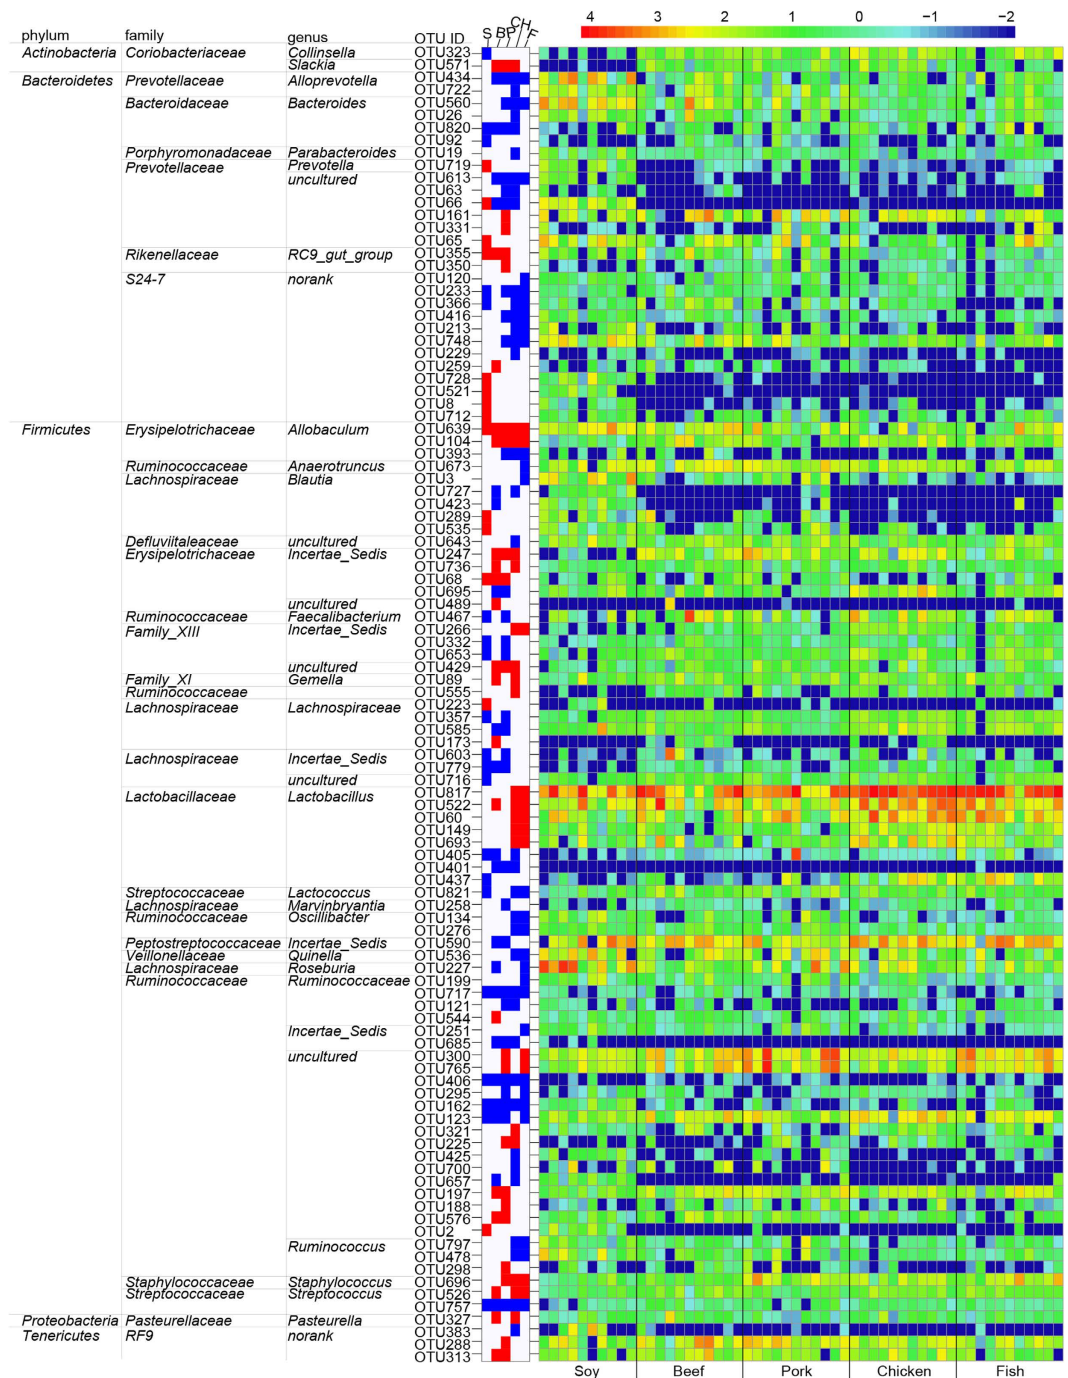 4 3 2 1 0 −1 −2
phylum family genus OTU ID S B P CH F
Actinobacteria Coriobacteriaceae Collinsella OTU323
Slackia OTU571
Bacteroidetes Prevotellaceae Alloprevotella OTU434
OTU722
Bacteroidaceae Bacteroides OTU560
OTU26
OTU820
OTU92
Porphyromonadaceae Parabacteroides OTU19
Prevotellaceae Prevotella OTU719
uncultured OTU613
OTU63
OTU66
OTU161
OTU331
OTU65
Rikenellaceae RC9_gut_group OTU355
OTU350
S24-7 norank OTU120
OTU233
OTU366
OTU416
OTU213
OTU748
OTU229
OTU259
OTU728
OTU521
OTU8
OTU712
Firmicutes Erysipelotrichaceae Allobaculum OTU639
OTU104
OTU393
Ruminococcaceae Anaerotruncus OTU673
Lachnospiraceae Blautia OTU3
OTU727
OTU423
OTU289
OTU535
Defluviitaleaceae uncultured OTU643
Erysipelotrichaceae Incertae_Sedis OTU247
OTU736
OTU68
OTU695
uncultured OTU489
Ruminococcaceae Faecalibacterium OTU467
Family_XIII Incertae_Sedis OTU266
OTU332
OTU653
uncultured OTU429
Family_XI Gemella OTU89
Ruminococcaceae OTU555
OTU223
Lachnospiraceae Lachnospiraceae OTU357
OTU585
OTU173
Lachnospiraceae Incertae_Sedis OTU603
OTU779
uncultured OTU716
Lactobacillaceae Lactobacillus OTU817
OTU522
OTU60
OTU149
OTU693
OTU405
OTU401
OTU437
Streptococcaceae Lactococcus OTU821
Lachnospiraceae Marvinbryantia OTU258
Ruminococcaceae Oscillibacter OTU134
OTU276
Peptostreptococcaceae Incertae_Sedis OTU590
Veillonellaceae Quinella OTU536
Lachnospiraceae Roseburia OTU227
Ruminococcaceae Ruminococcaceae OTU199
OTU717
OTU121
OTU544
Incertae_Sedis OTU251
OTU685
uncultured OTU300
OTU765
OTU406
OTU295
OTU162
OTU123
OTU321
OTU225
OTU425
OTU700
OTU657
OTU197
OTU188
OTU576
OTU2
Ruminococcus OTU797
OTU478
OTU298
Staphylococcaceae Staphylococcus OTU696
Streptococcaceae Streptococcus OTU526
OTU757
Proteobacteria Pasteurellaceae Pasteurella OTU327
Tenericutes RF9 norank OTU383
OTU288
OTU313
Soy Beef Pork Chicken Fish